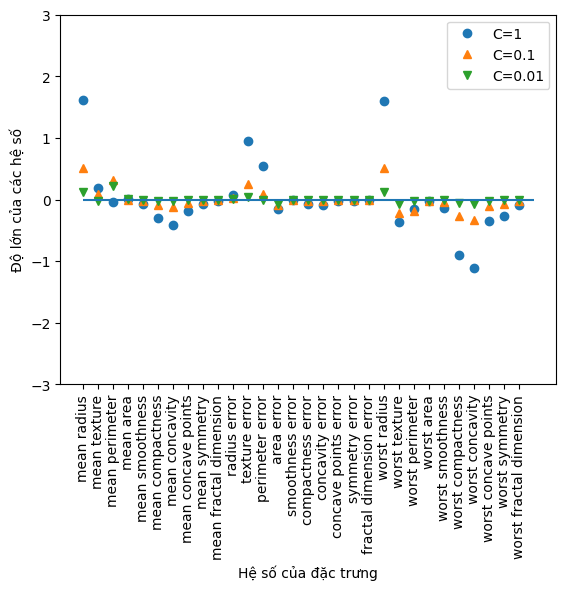 3
2
1
0
−1
−2
−3
Độ lớn của các hệ số
C=1
C=0.1
C=0.01
mean radius
mean texture
mean perimeter
mean area
mean smoothness
mean compactness
mean concavity
mean concave points
mean symmetry
mean fractal dimension
radius error
texture error
perimeter error
area error
smoothness error
compactness error
concavity error
concave points error
symmetry error
fractal dimension error
worst radius
worst texture
worst perimeter
worst area
worst smoothness
worst compactness
worst concavity
worst concave points
worst symmetry
worst fractal dimension
Hệ số của đặc trưng